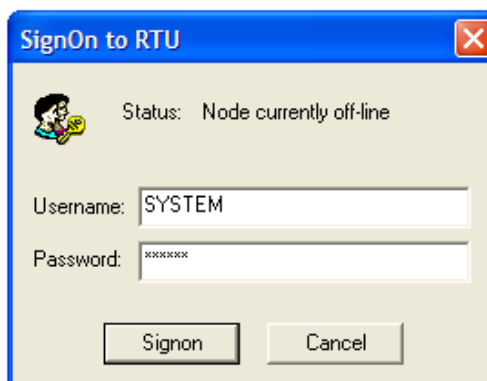 SignOn to RTU
Status: Node currently off-line
Username: SYSTEM
Password: ××××××
Signon Cancel